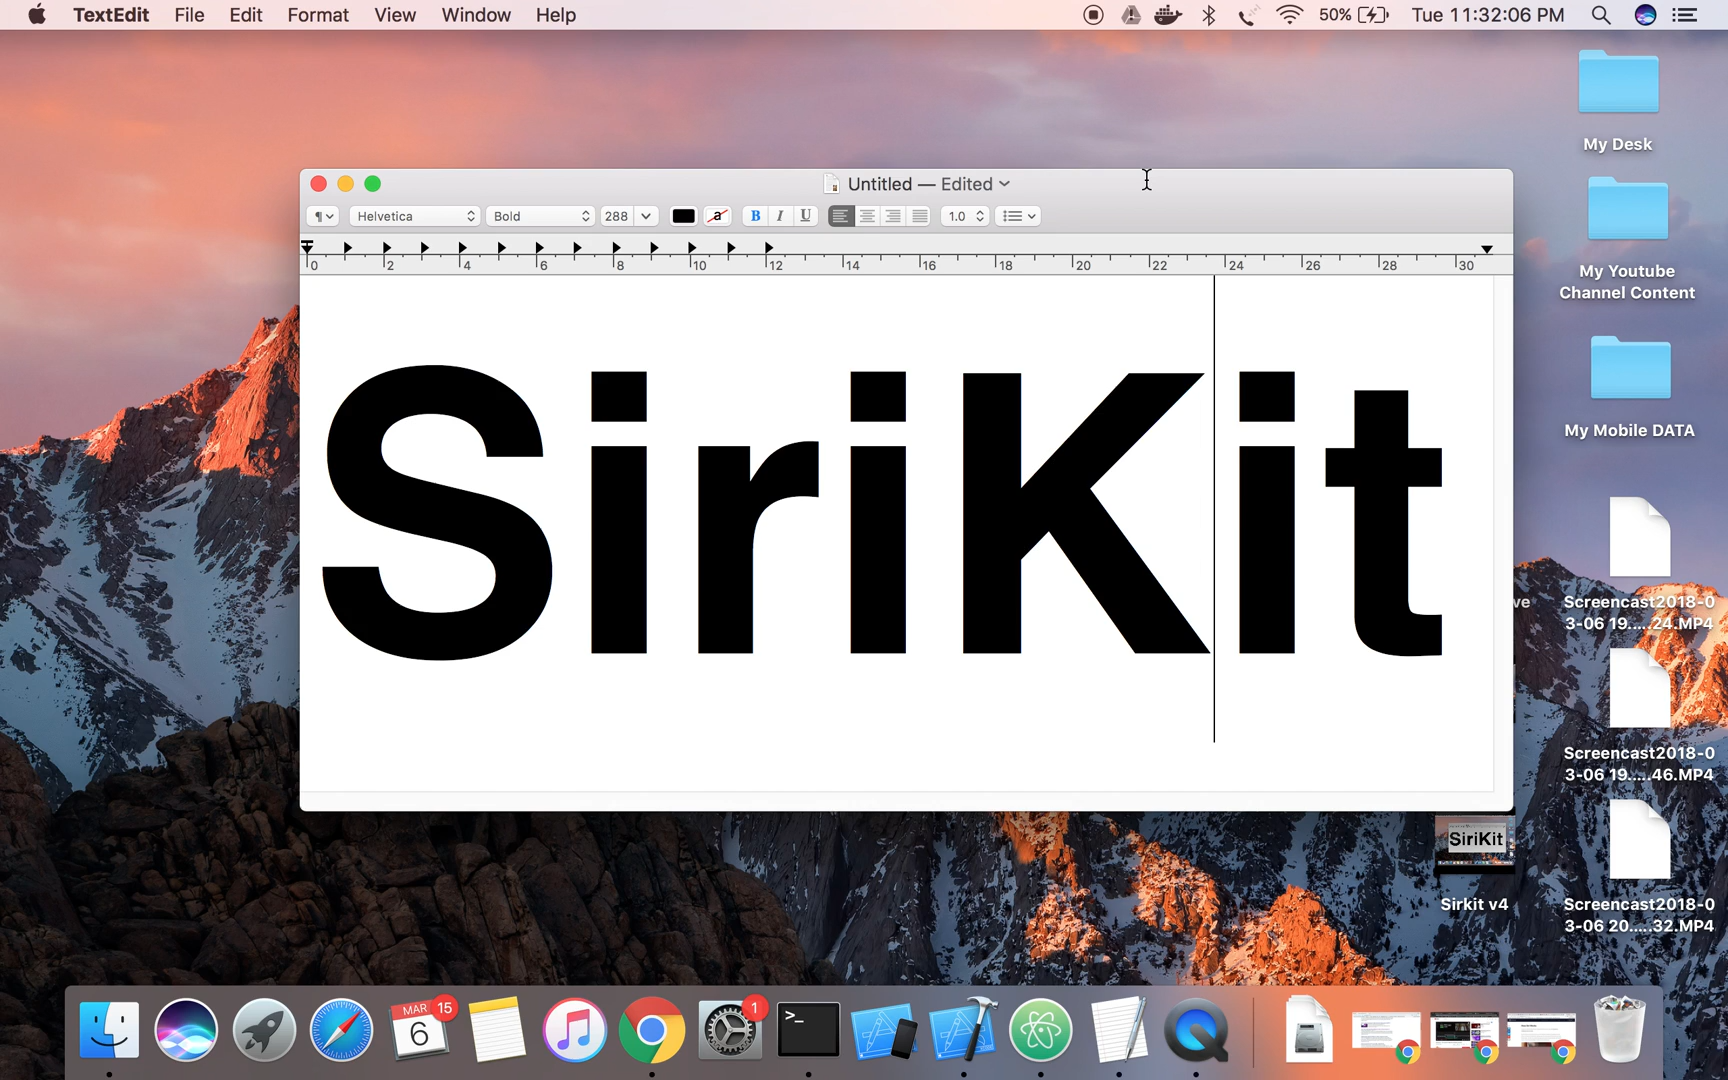 TextEdit File Edit Format View Window Help 50% Tue 11:32:06 PM
My Desk
My Youtube
Channel Content
My Mobile DATA
Untitled — Edited
Helvetica Bold 288 a B I U 1.0
0 2 4 6 8 10 12 14 16 18 20 22 24 26 28 30
SiriKit
ve
Screencast2018-0
3-06 19.....24.MP4
Screencast2018-0
3-06 19.....46.MP4
SiriKit
Sirkit v4
Screencast2018-0
3-06 20.....32.MP4
MAR 15
6
1
>_